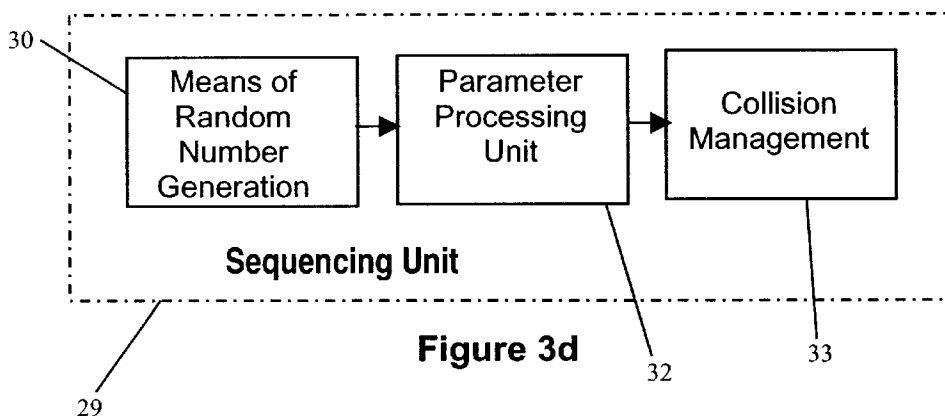 30
Means of
Random
Number
Generation
Parameter
Processing
Unit
Collision
Management
Sequencing Unit
Figure 3d
29
32
33